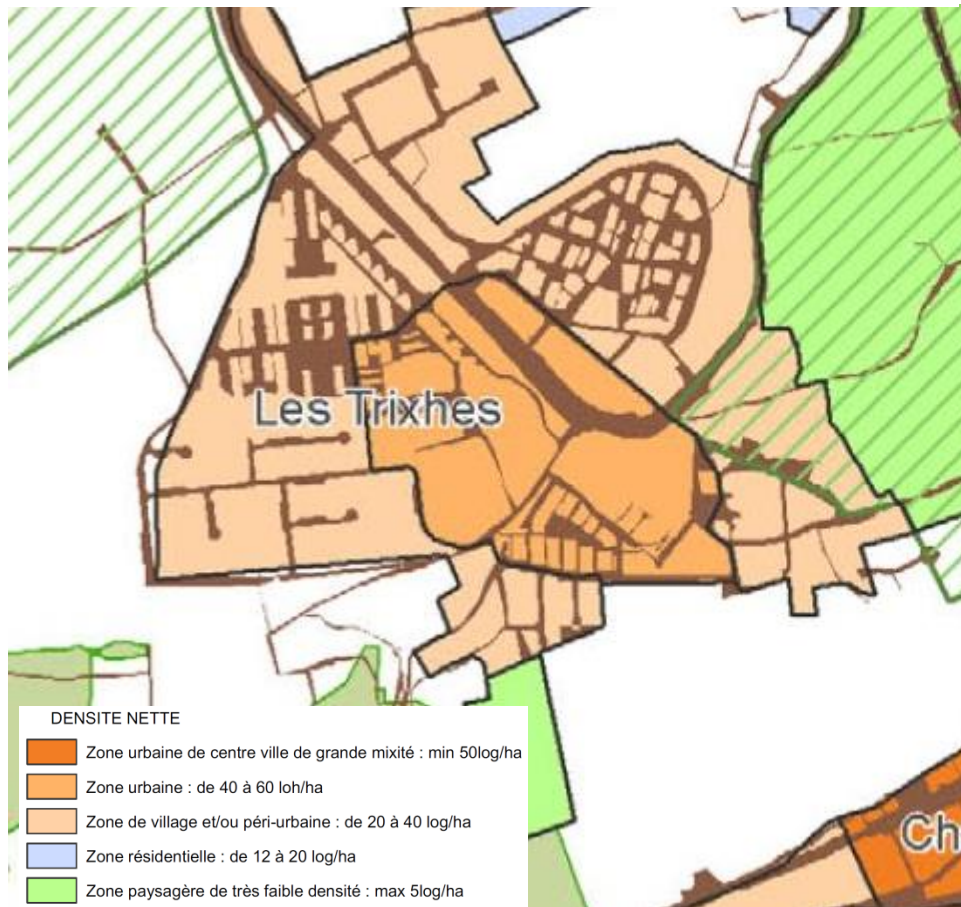 Les Trixhes
DENSITE NETTE
Zone urbaine de centre ville de grande mixité : min 50log/ha
Zone urbaine : de 40 à 60 loh/ha
Zone de village et/ou péri-urbaine : de 20 à 40 log/ha
Zone résidentielle : de 12 à 20 log/ha
Zone paysagère de très faible densité : max 5log/ha
Ch